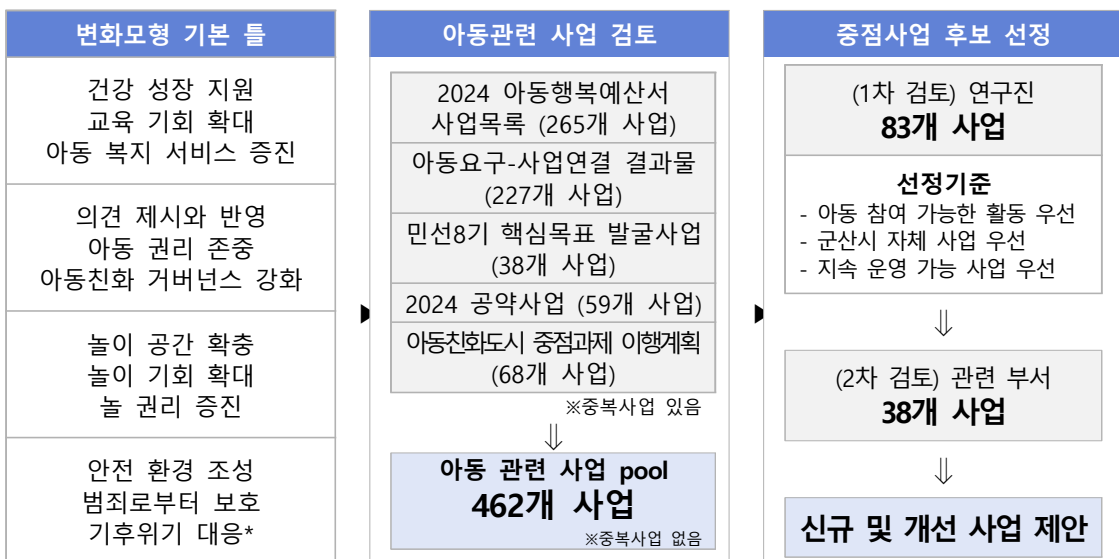 변화모형 기본 틀
건강 성장 지원
교육 기회 확대
아동 복지 서비스 증진
의견 제시와 반영
아동 권리 존중
아동친화 거버넌스 강화
놀이 공간 확충
놀이 기회 확대
놀 권리 증진
안전 환경 조성
범죄로부터 보호
기후위기 대응*
아동관련 사업 검토
2024 아동행복예산서
사업목록 (265개 사업)
아동요구-사업연결 결과물
(227개 사업)
민선8기 핵심목표 발굴사업
(38개 사업)
2024 공약사업 (59개 사업)
아동친화도시 중점과제 이행계획
(68개 사업)
※중복사업 있음
⇓
아동 관련 사업 pool
462개 사업
※중복사업 없음
중점사업 후보 선정
(1차 검토) 연구진
83개 사업
선정기준
- 아동 참여 가능한 활동 우선
- 군산시 자체 사업 우선
- 지속 운영 가능 사업 우선
⇓
(2차 검토) 관련 부서
38개 사업
⇓
신규 및 개선 사업 제안